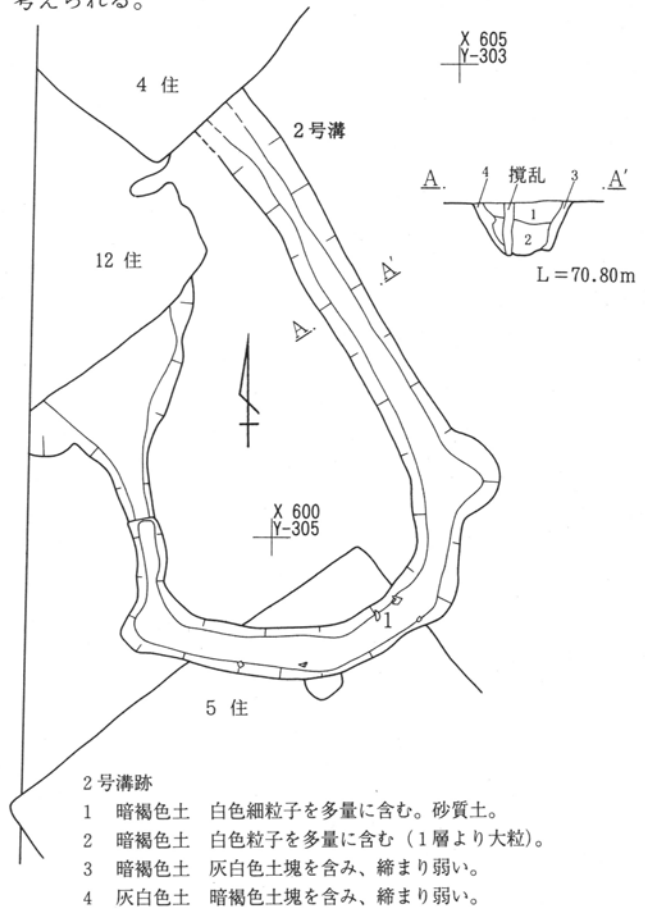 考えられる。
X 605
Y-303
4 住
2号溝
A
4
攪乱
3
A'
1
2
L=70.80m
12 住
A'
A
X 600
Y-305
1
5 住
2号溝跡
1 暗褐色土 白色細粒子を多量に含む。砂質土。
2 暗褐色土 白色粒子を多量に含む（1層より大粒）。
3 暗褐色土 灰白色土塊を含み、締まり弱い。
4 灰白色土 暗褐色土塊を含み、締まり弱い。